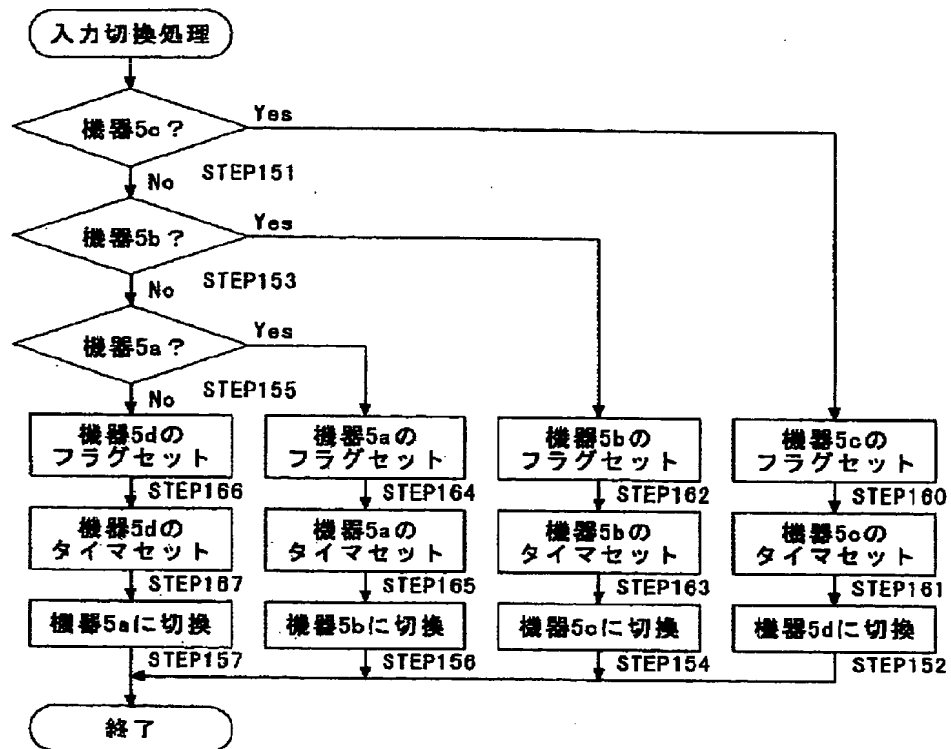 入力切換処理
機器5c?
Yes
No
STEP151
機器5b?
Yes
No
STEP153
機器5a?
Yes
No
STEP155
機器5dの
フラグセット
STEP166
機器5aの
フラグセット
STEP164
機器5bの
フラグセット
STEP162
機器5cの
フラグセット
STEP160
機器5dの
タイマセット
STEP167
機器5aの
タイマセット
STEP165
機器5bの
タイマセット
STEP163
機器5cの
タイマセット
STEP161
機器5aに切換
STEP157
機器5bに切換
STEP156
機器5cに切換
STEP154
機器5dに切換
STEP152
終了